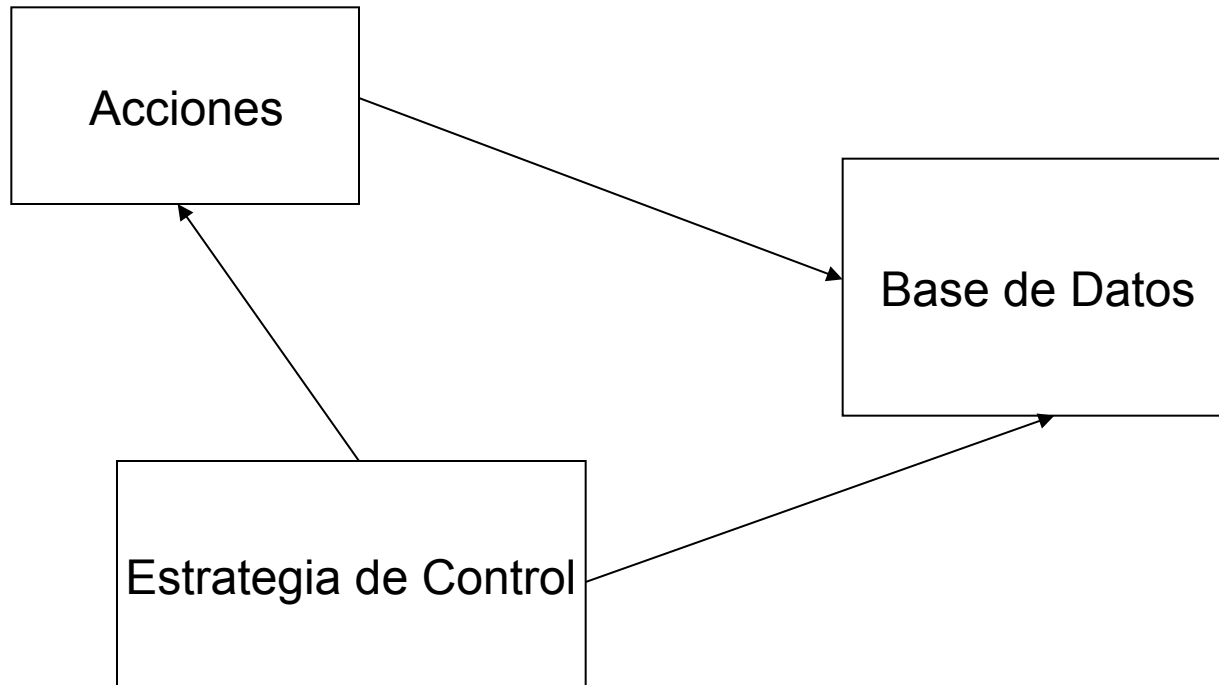 Acciones
Base de Datos
Estrategia de Control